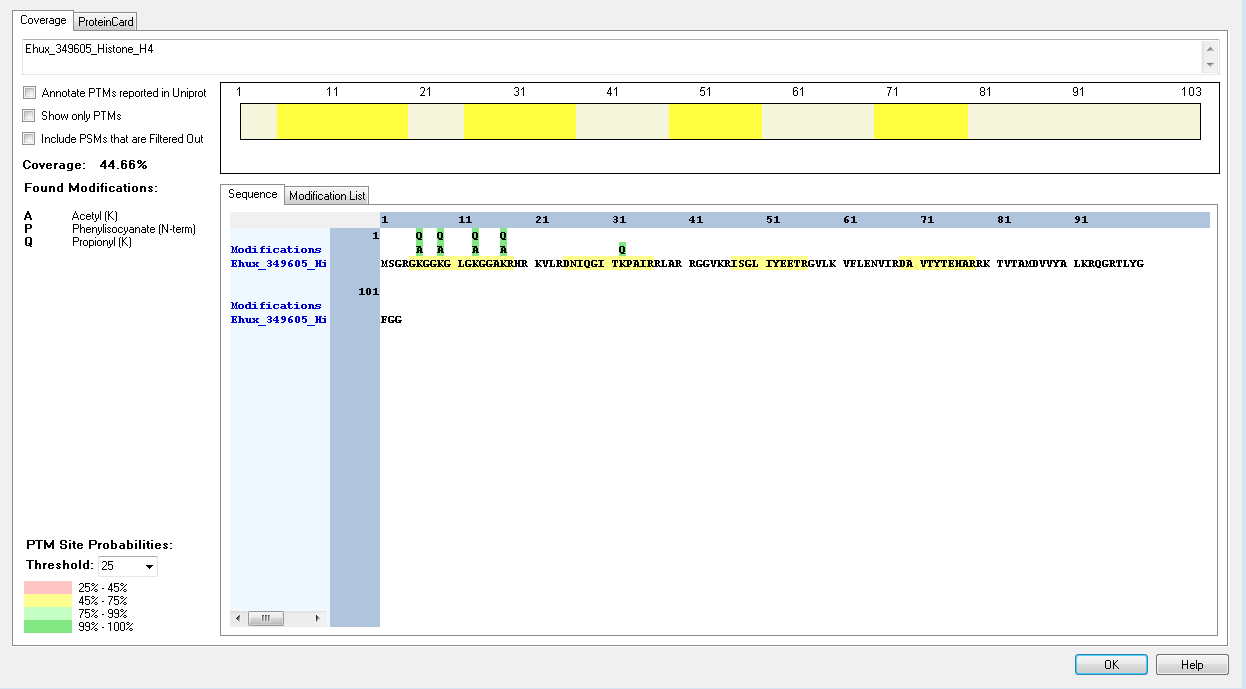 Coverage ProteinCard
Ehux_349605_Histone_H4
Annotate PTMs reported in Uniprot
Show only PTMs
Include PSMs that are Filtered Out
Coverage: 44.66%
Found Modifications:
A Acetyl (K)
P Phenylisocyanate (N-term)
Q Propionyl (K)
PTM Site Probabilities:
Threshold: 25
25% - 45%
45% - 75%
75% - 99%
99% - 100%
1 11 21 31 41 51 61 71 81 91 103
Sequence Modification List
1 11 21 31 41 51 61 71 81 91
1 Q Q Q Q
Modifications A A A A Q
Ehux_349605_Hi MSGRGKGGKG LGKGGAKRHR KVLRDNIQGI TKPAIRRLAR RGGVKRISGL IYEETRGVLK VFLENVIRDA VTYTEHARRK TVTAMDVVYA LKRQGRTLYG
101
Modifications
Ehux_349605_Hi FGG
OK Help